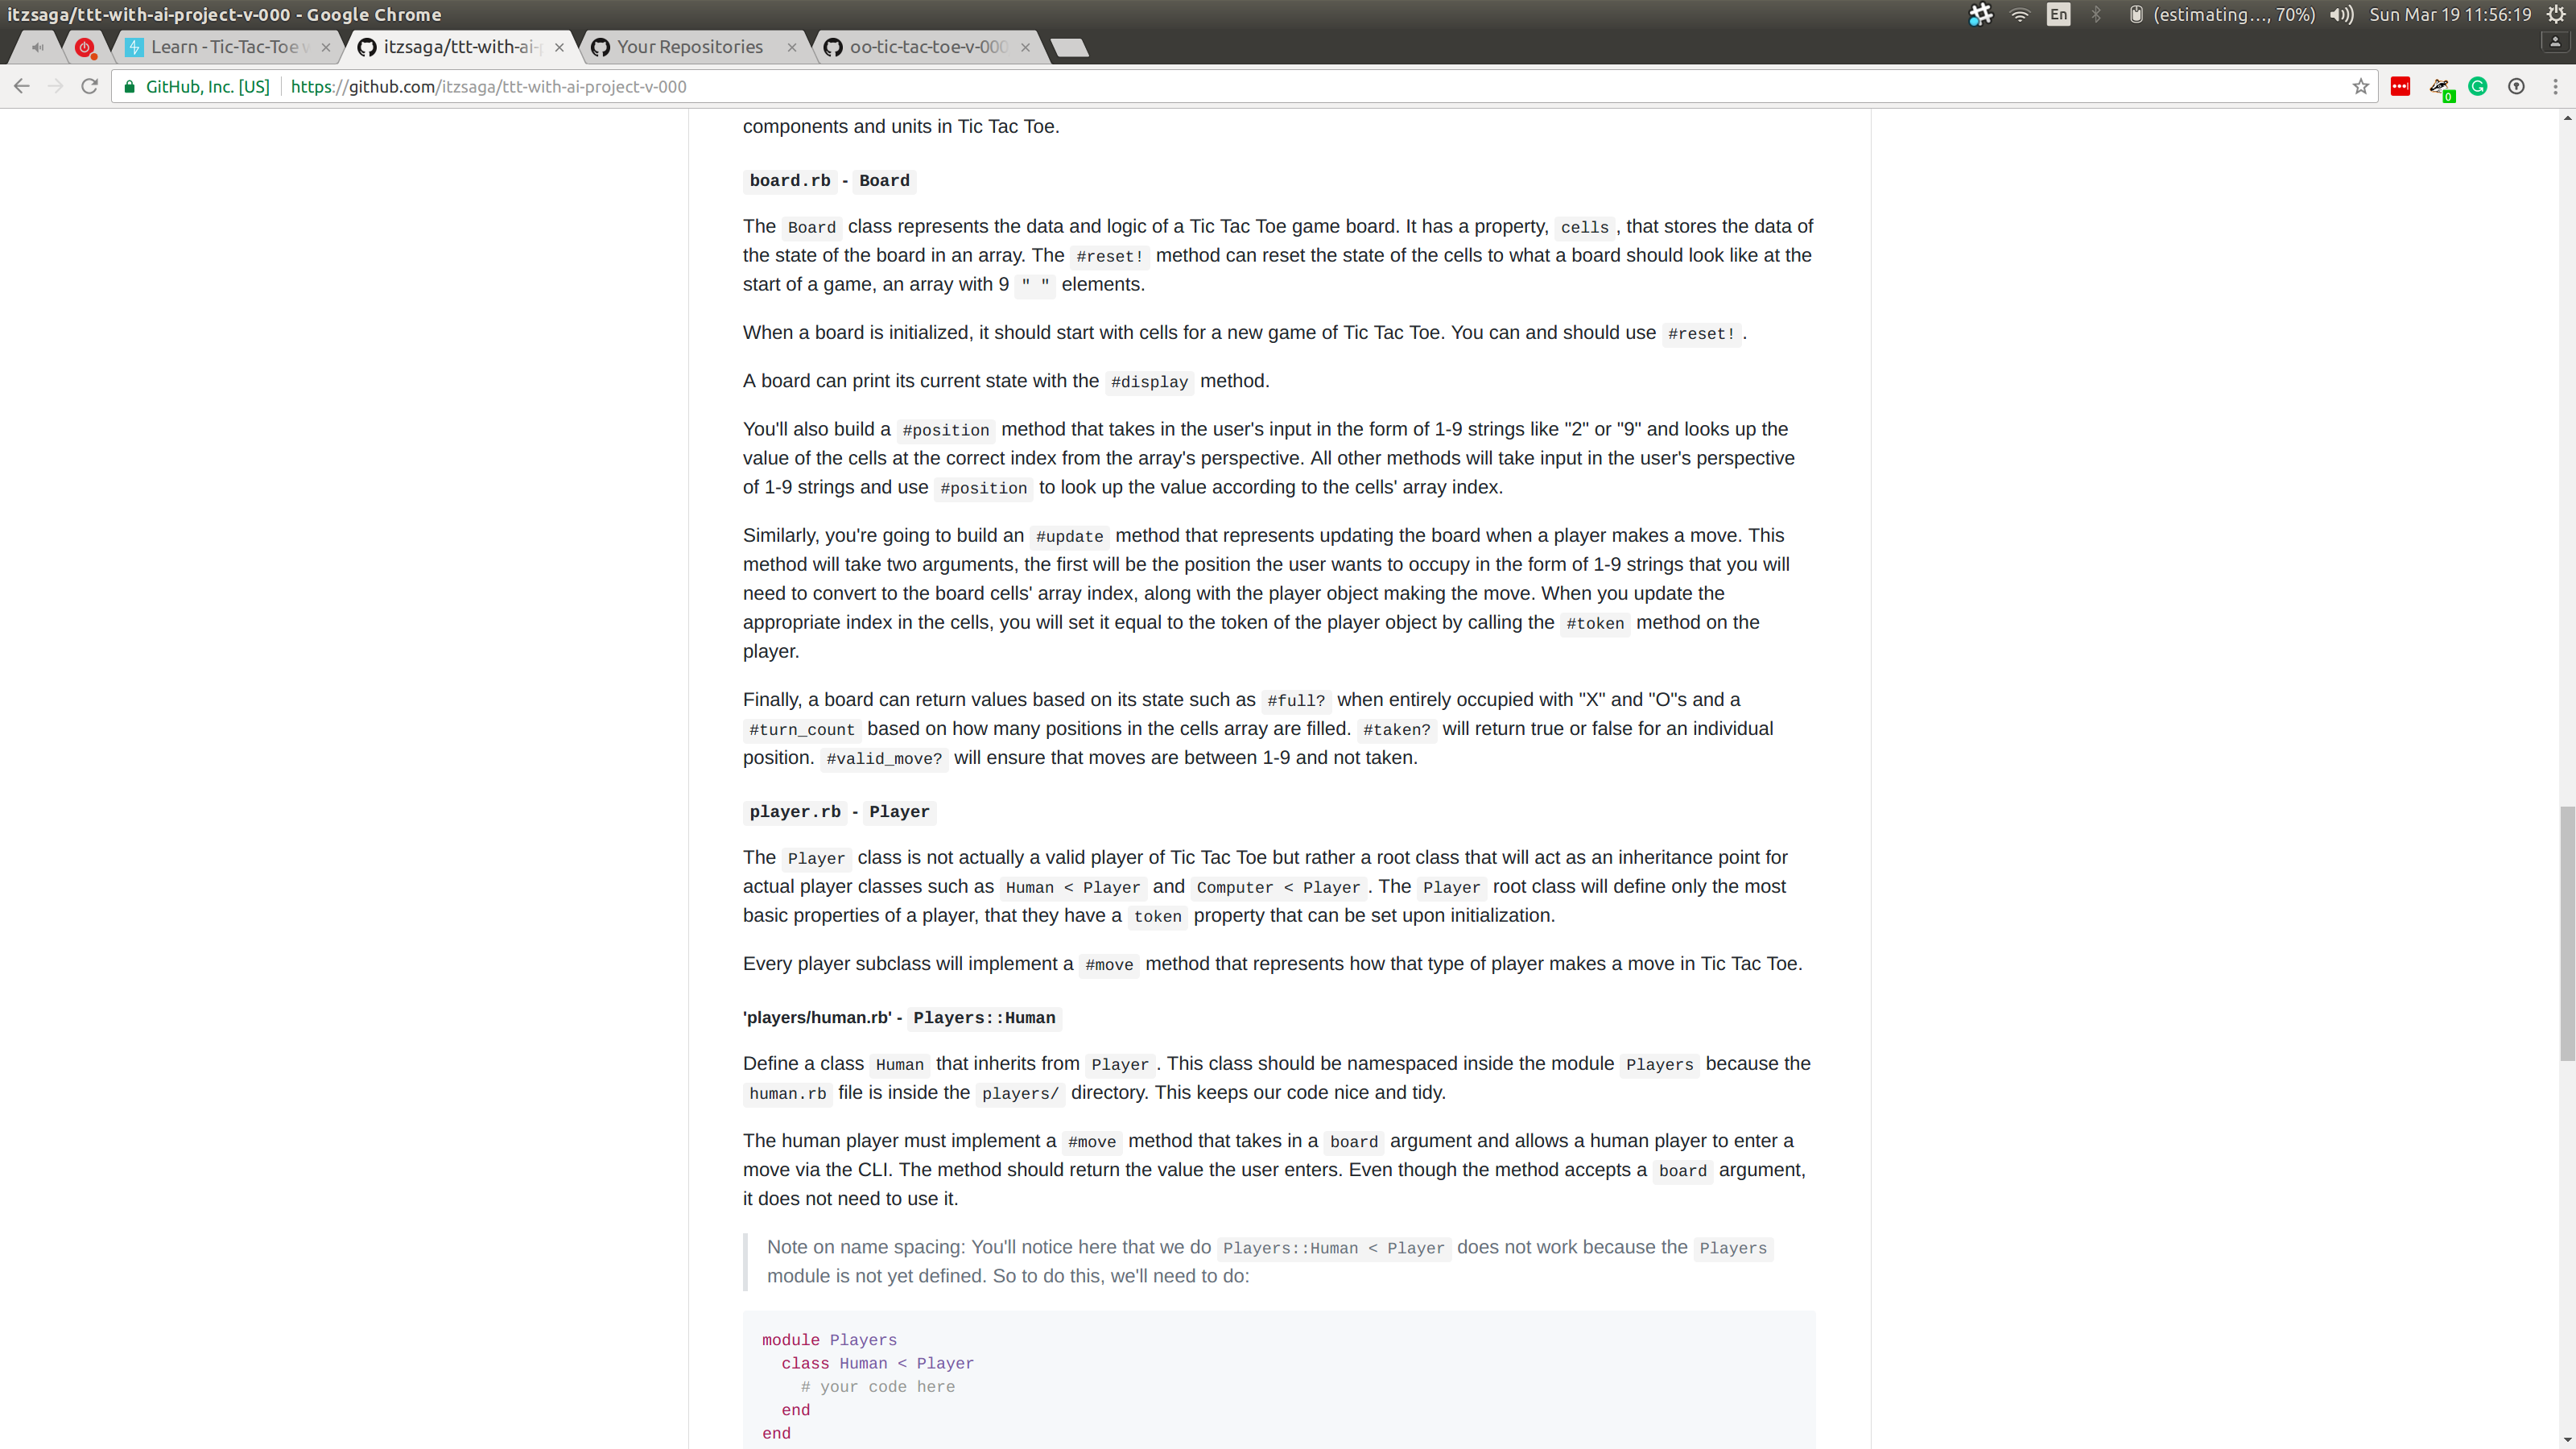 itzsaga/ttt-with-ai-project-v-000 - Google Chrome
En
(estimating..., 70%)
Sun Mar 19 11:56:19
Learn - Tic-Tac-Toe w
itzsaga/ttt-with-ai-p
Your Repositories
oo-tic-tac-toe-v-000
GitHub, Inc. [US]
https://github.com/itzsaga/ttt-with-ai-project-v-000
0
components and units in Tic Tac Toe.
board.rb - Board
The Board class represents the data and logic of a Tic Tac Toe game board. It has a property, cells , that stores the data of
the state of the board in an array. The #reset! method can reset the state of the cells to what a board should look like at the
start of a game, an array with 9 " " elements.
When a board is initialized, it should start with cells for a new game of Tic Tac Toe. You can and should use #reset! .
A board can print its current state with the #display method.
You'll also build a #position method that takes in the user's input in the form of 1-9 strings like "2" or "9" and looks up the
value of the cells at the correct index from the array's perspective. All other methods will take input in the user's perspective
of 1-9 strings and use #position to look up the value according to the cells' array index.
Similarly, you're going to build an #update method that represents updating the board when a player makes a move. This
method will take two arguments, the first will be the position the user wants to occupy in the form of 1-9 strings that you will
need to convert to the board cells' array index, along with the player object making the move. When you update the
appropriate index in the cells, you will set it equal to the token of the player object by calling the #token method on the
player.
Finally, a board can return values based on its state such as #full? when entirely occupied with "X" and "O"s and a
#turn_count based on how many positions in the cells array are filled. #taken? will return true or false for an individual
position. #valid_move? will ensure that moves are between 1-9 and not taken.
player.rb - Player
The Player class is not actually a valid player of Tic Tac Toe but rather a root class that will act as an inheritance point for
actual player classes such as Human < Player and Computer < Player . The Player root class will define only the most
basic properties of a player, that they have a token property that can be set upon initialization.
Every player subclass will implement a #move method that represents how that type of player makes a move in Tic Tac Toe.
'players/human.rb' - Players::Human
Define a class Human that inherits from Player . This class should be namespaced inside the module Players because the
human.rb file is inside the players/ directory. This keeps our code nice and tidy.
The human player must implement a #move method that takes in a board argument and allows a human player to enter a
move via the CLI. The method should return the value the user enters. Even though the method accepts a board argument,
it does not need to use it.
Note on name spacing: You'll notice here that we do Players::Human < Player does not work because the Players
module is not yet defined. So to do this, we'll need to do:
module Players
class Human < Player
# your code here
end
end